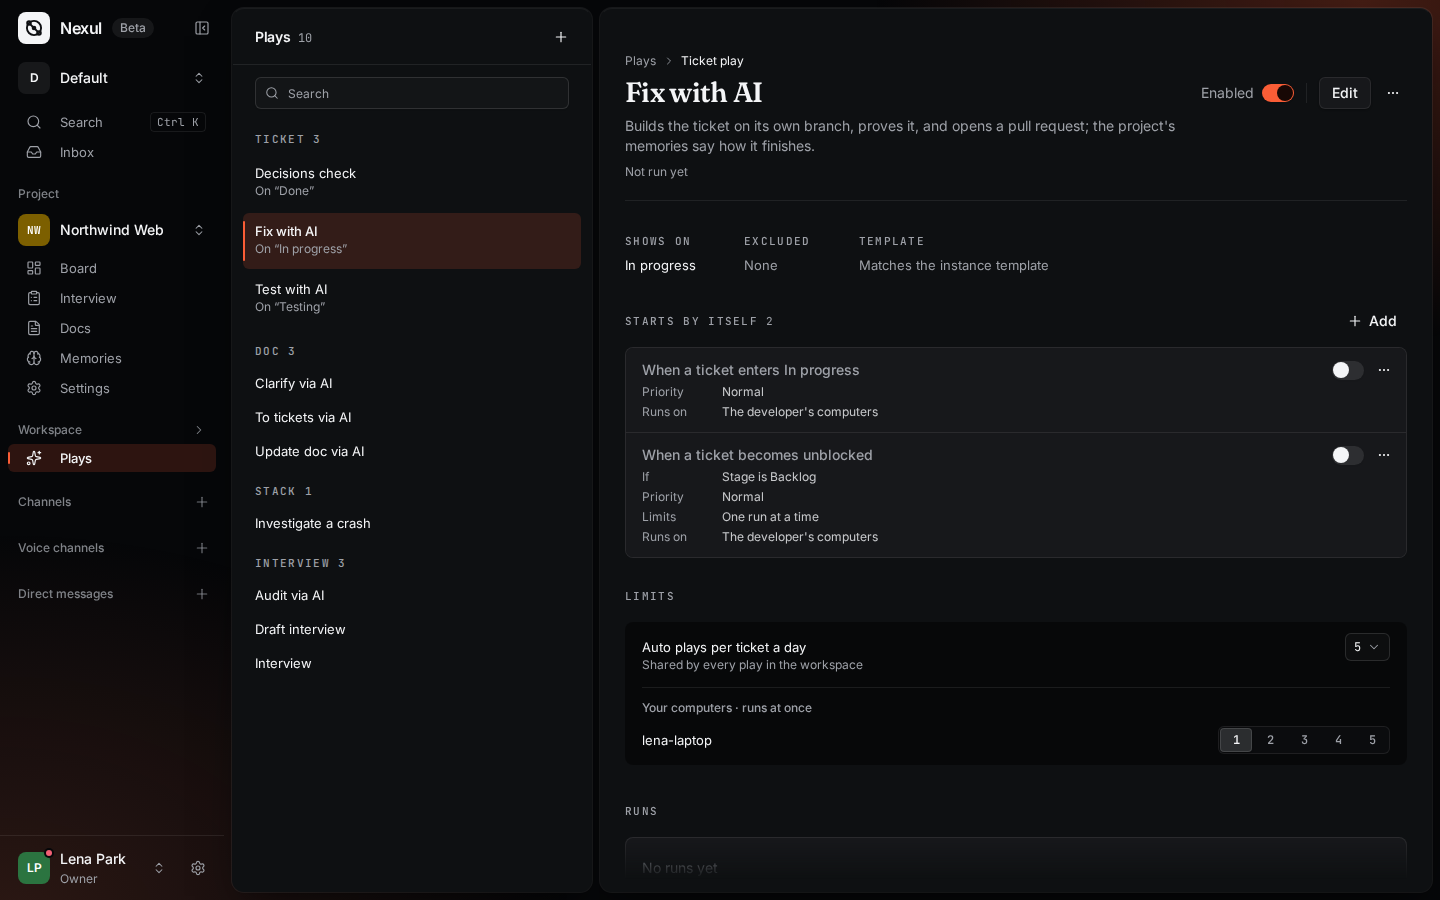 Nexul Beta
D Default
Search Ctrl K
Inbox
Project
NW Northwind Web
Board
Interview
Docs
Memories
Settings
Workspace
Plays
Channels
Voice channels
Direct messages
LP Lena Park
Owner
Plays 10
Search
TICKET 3
Decisions check
On “Done”
Fix with AI
On “In progress”
Test with AI
On “Testing”
DOC 3
Clarify via AI
To tickets via AI
Update doc via AI
STACK 1
Investigate a crash
INTERVIEW 3
Audit via AI
Draft interview
Interview
Plays Ticket play
Fix with AI
Enabled Edit
Builds the ticket on its own branch, proves it, and opens a pull request; the project's
memories say how it finishes.
Not run yet
SHOWS ON EXCLUDED TEMPLATE
In progress None Matches the instance template
STARTS BY ITSELF 2 Add
When a ticket enters In progress
Priority Normal
Runs on The developer's computers
When a ticket becomes unblocked
If Stage is Backlog
Priority Normal
Limits One run at a time
Runs on The developer's computers
LIMITS
Auto plays per ticket a day 5
Shared by every play in the workspace
Your computers · runs at once
lena-laptop 1 2 3 4 5
RUNS
No runs yet